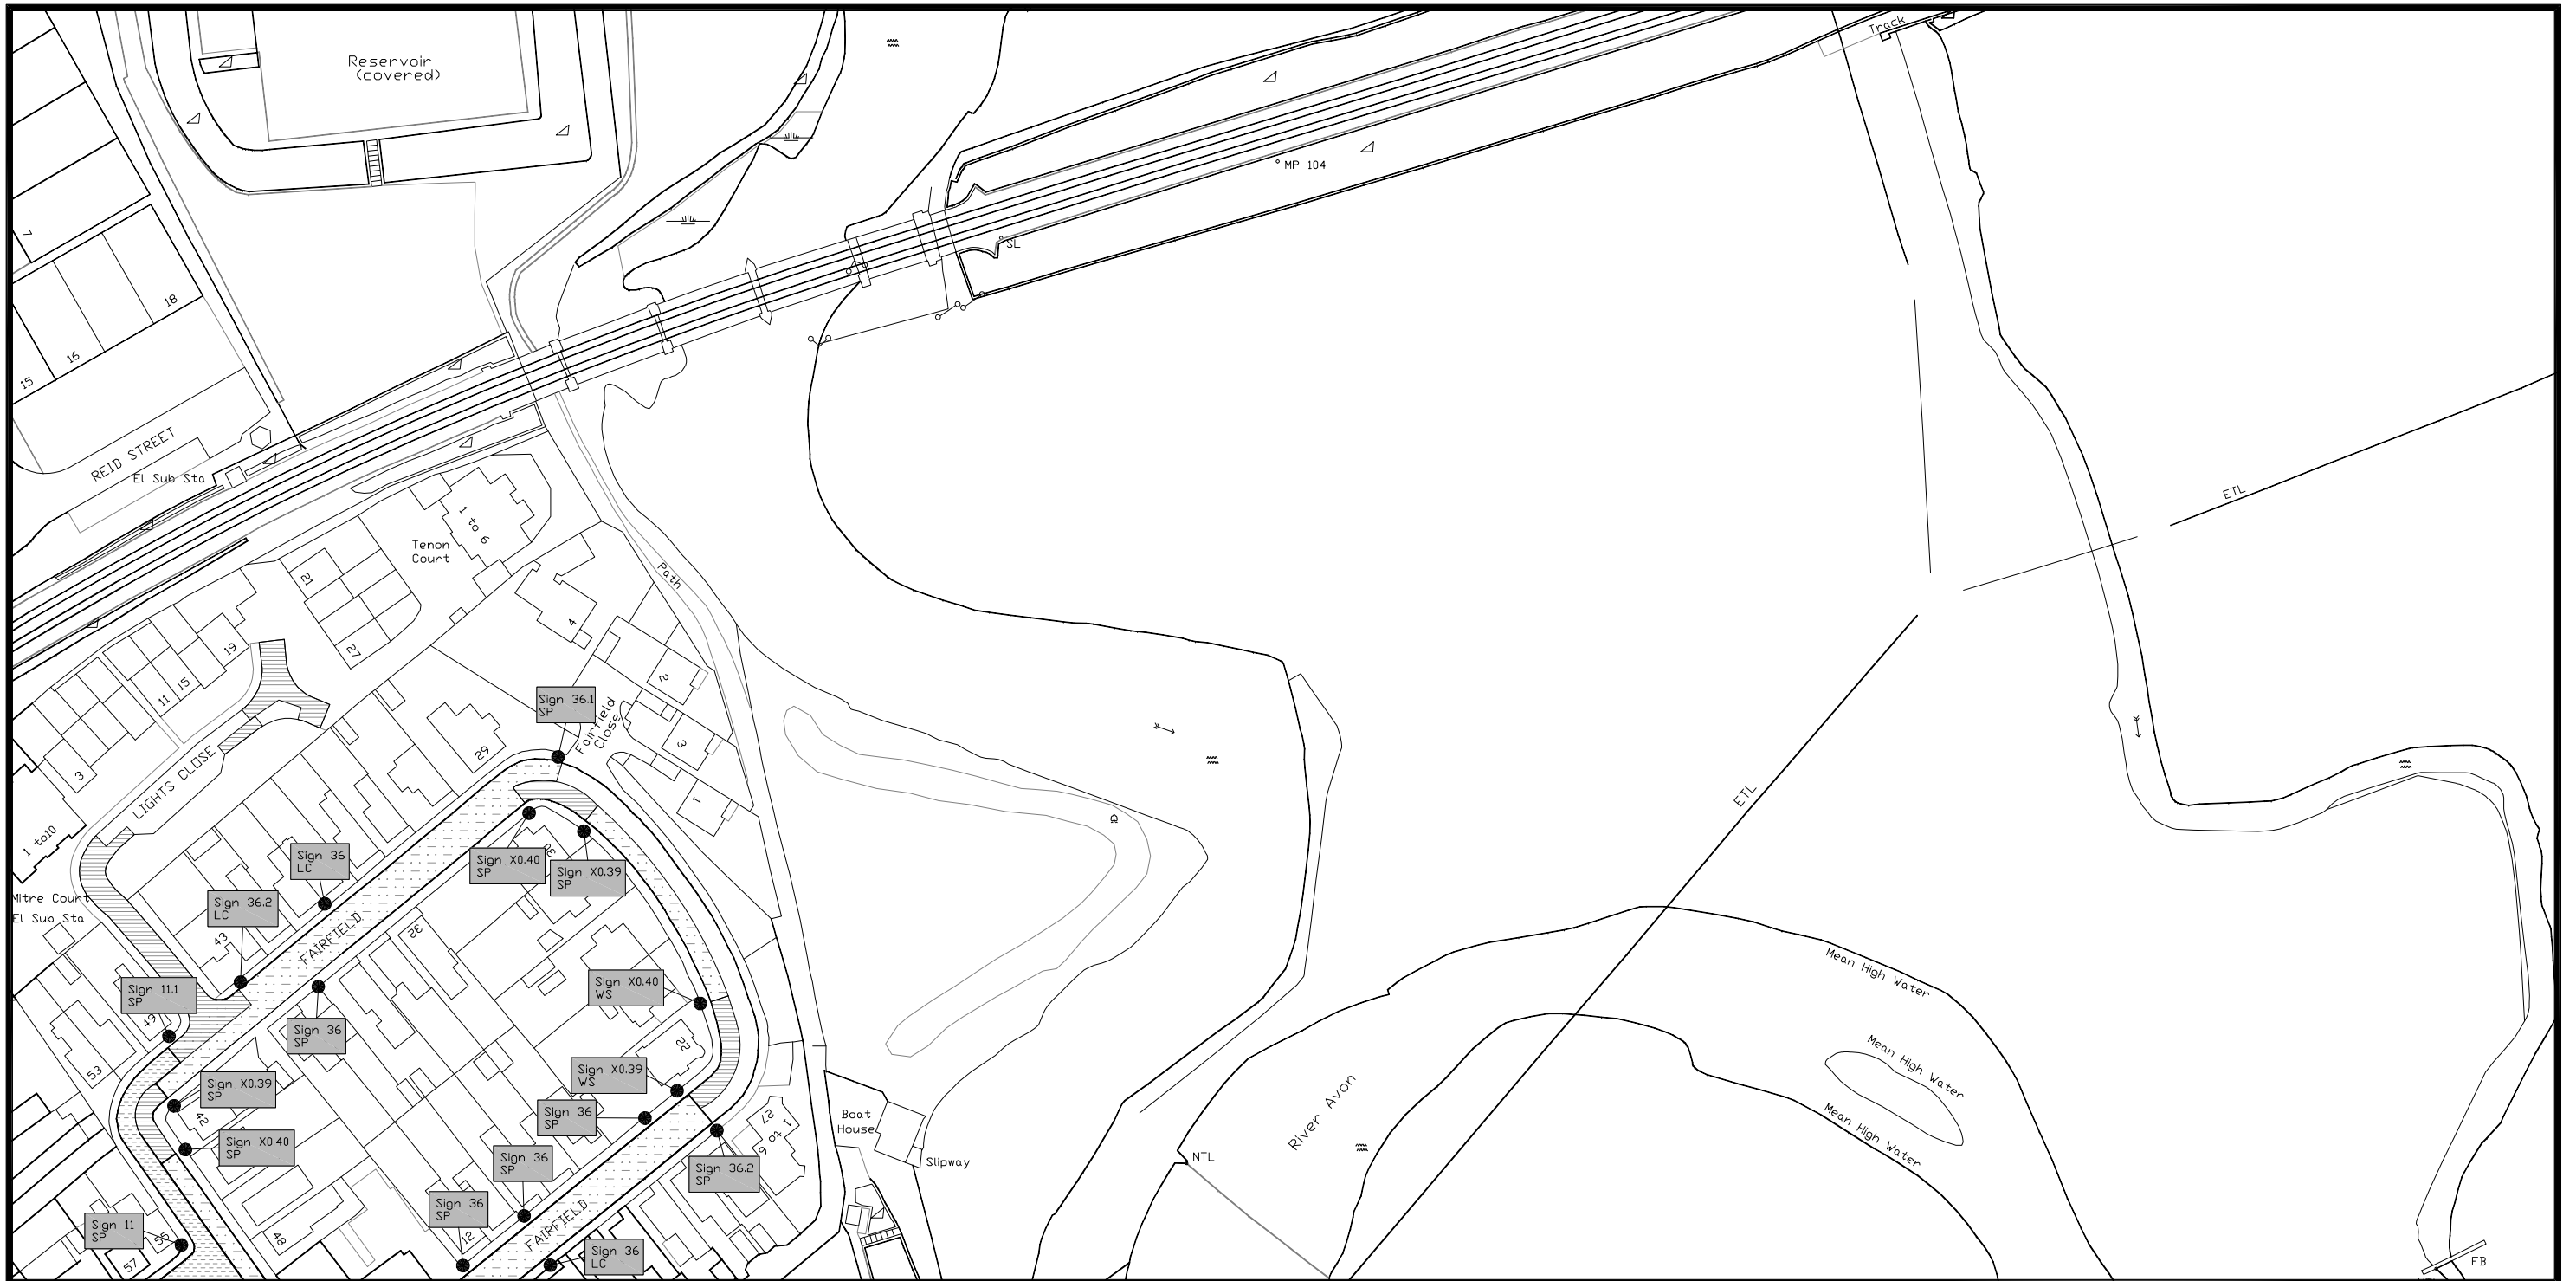 Track
Reservoir
(covered)
MP 104
7
SL
18
16
15
REID STREET
El Sub Sta
ETL
1 to 6
Tenon
Court
21
Path
4
27
19
2
15
11
Sign 36.1
SP
Fairfield
Close
3
29
3
LIGHTS CLOSE
1
ETL
1 to10
30
Sign 36
LC
Sign X0.40
SP
Sign X0.39
SP
Mitre Court
El Sub Sta
Sign 36.2
LC
43
FAIRFIELD
32
Mean High Water
Sign 11.1
SP
Sign X0.40
WS
49
Sign 36
SP
22
Mean High Water
53
Sign X0.39
SP
Sign X0.39
WS
River Avon
42
Sign 36
SP
Boat
House
27
1 to 6
Mean High Water
Sign X0.40
SP
Sign 36
SP
NTL
Slipway
Sign 36.2
SP
Sign 36
SP
Sign 11
SP
56
48
12
FAIRFIELD
Sign 36
LC
57
FB